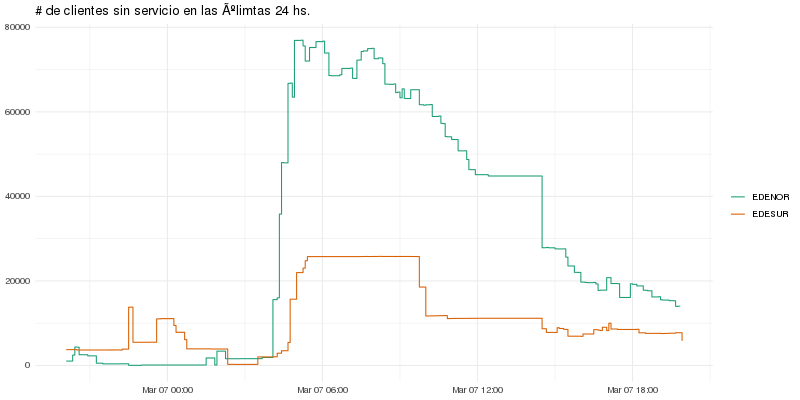 # de clientes sin servicio en las Ãºlimtas 24 hs.
80000
60000
40000
20000
0
Mar 07 00:00
Mar 07 06:00
Mar 07 12:00
Mar 07 18:00
EDENOR
EDESUR